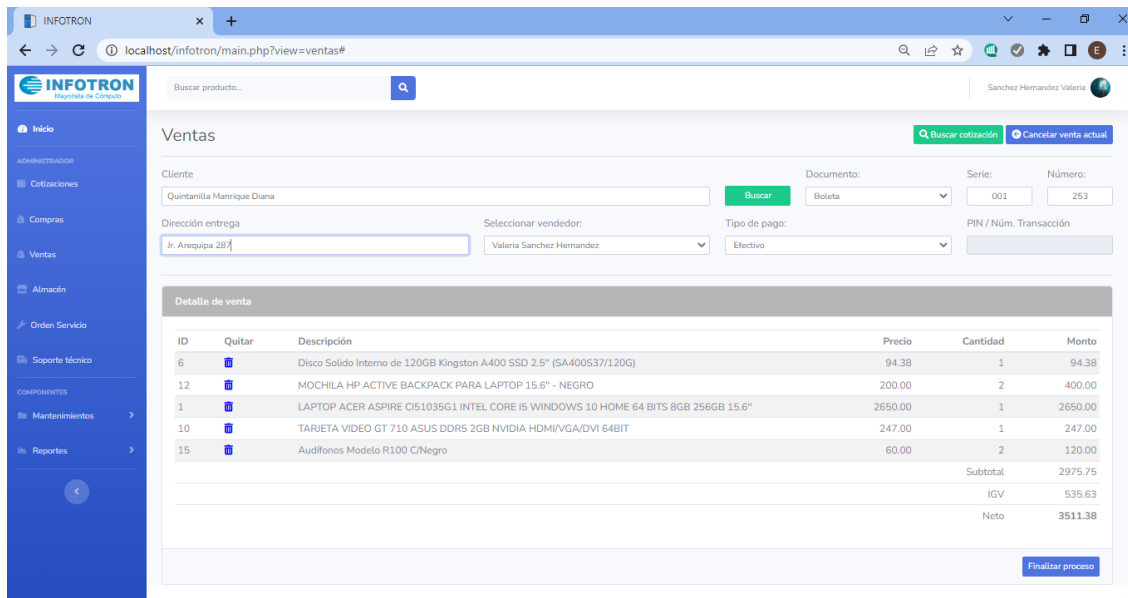 INFOTRON
localhost/infotron/main.php?view=ventas#
E
INFOTRON
Mayorista de Cómputo
Buscar producto...
Sanchez Hernandez Valeria
Inicio
ADMINISTRADOR
Cotizaciones
Compras
Ventas
Almacén
Orden Servicio
Soporte técnico
COMPONENTES
Mantenimientos
Reportes
Ventas
Buscar cotización
Cancelar venta actual
Cliente
Documento:
Serie:
Número:
Quintanilla Manrique Diana
Buscar
Boleta
001
253
Dirección entrega
Seleccionar vendedor:
Tipo de pago:
PIN / Núm. Transacción
Jr. Arequipa 287
Valeria Sanchez Hernandez
Efectivo
Detalle de venta
ID Quitar Descripción Precio Cantidad Monto
6 Disco Solido Interno de 120GB Kingston A400 SSD 2.5" (SA400S37/120G) 94.38 1 94.38
12 MOCHILA HP ACTIVE BACKPACK PARA LAPTOP 15.6" - NEGRO 200.00 2 400.00
1 LAPTOP ACER ASPIRE CI51035G1 INTEL CORE I5 WINDOWS 10 HOME 64 BITS 8GB 256GB 15.6" 2650.00 1 2650.00
10 TARJETA VIDEO GT 710 ASUS DDR5 2GB NVIDIA HDMI/VGA/DVI 64BIT 247.00 1 247.00
15 Audífonos Modelo R100 C/Negro 60.00 2 120.00
Subtotal 2975.75
IGV 535.63
Neto 3511.38
Finalizar proceso